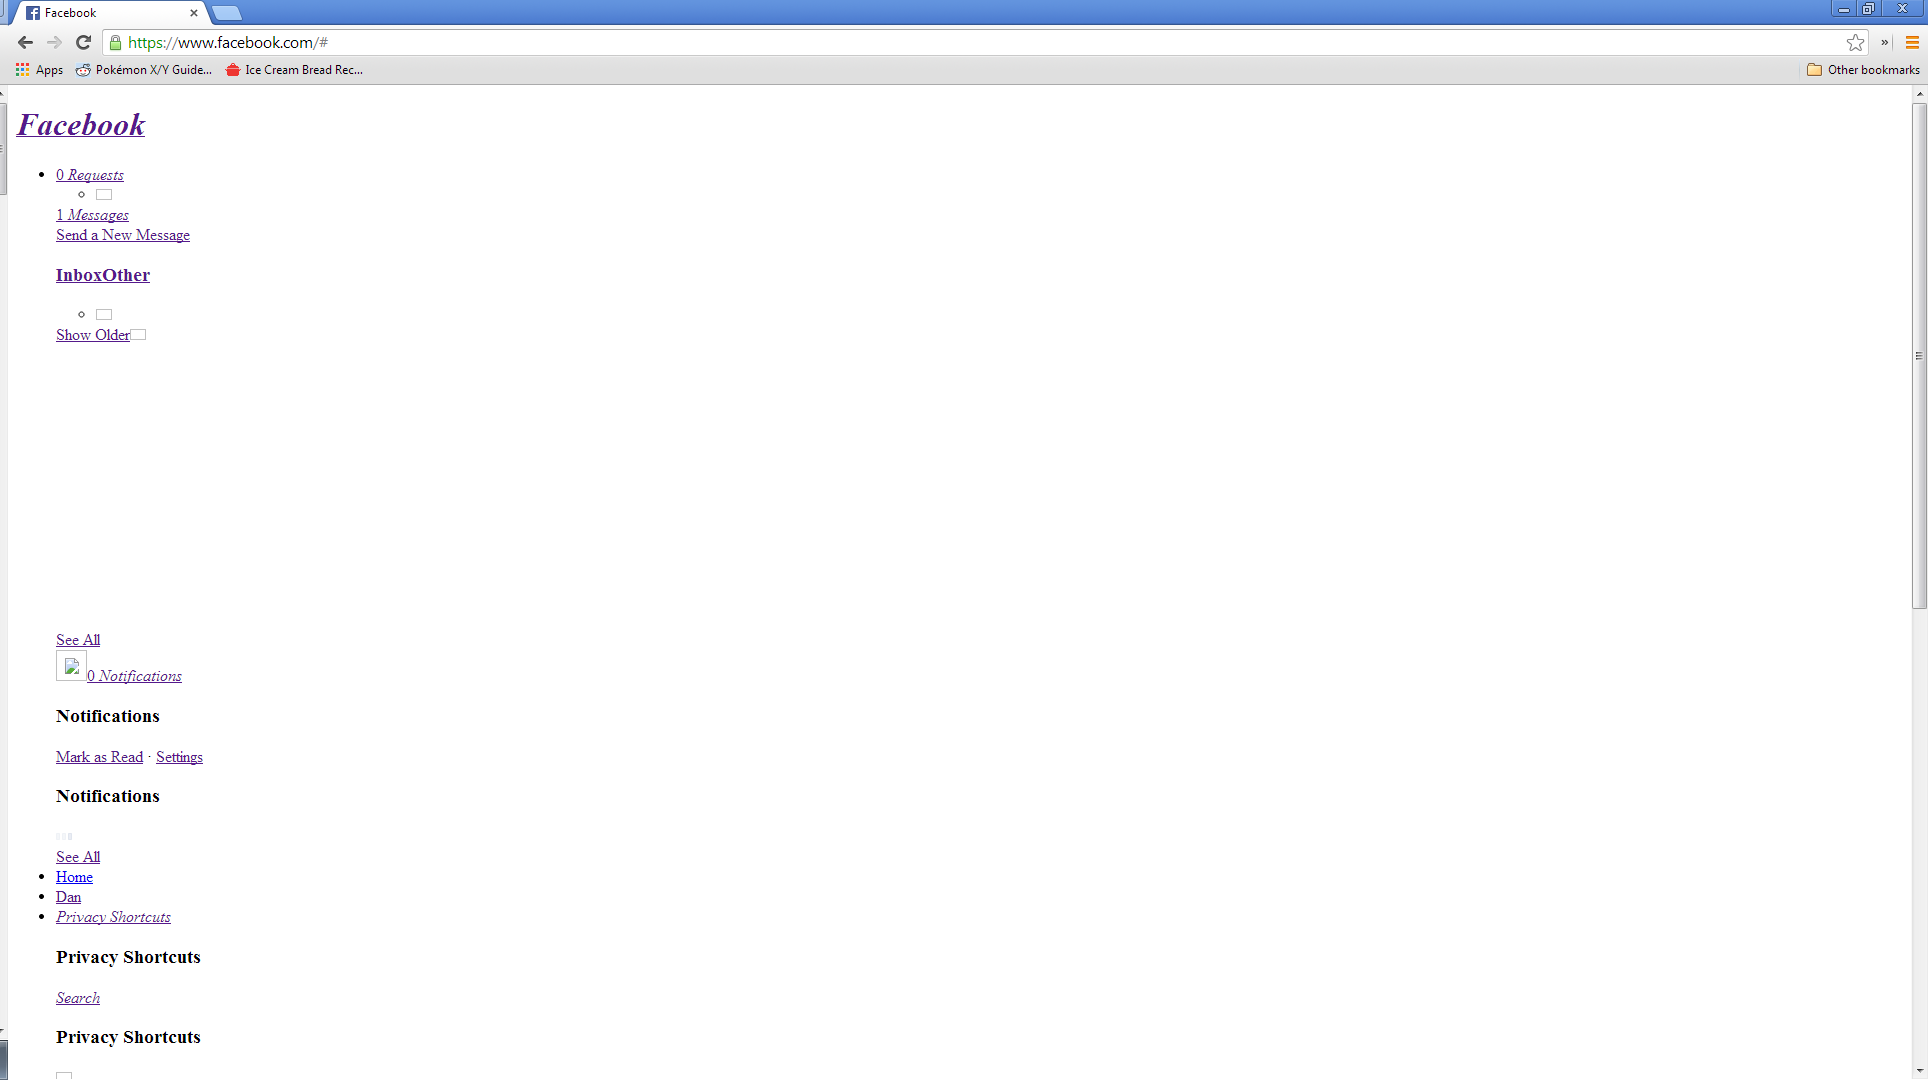 Facebook
https://www.facebook.com/#
Apps Pokémon X/Y Guide... Ice Cream Bread Rec... Other bookmarks
Facebook
0 Requests
1 Messages
Send a New Message
InboxOther
Show Older
See All
0 Notifications
Notifications
Mark as Read · Settings
Notifications
See All
Home
Dan
Privacy Shortcuts
Privacy Shortcuts
Search
Privacy Shortcuts